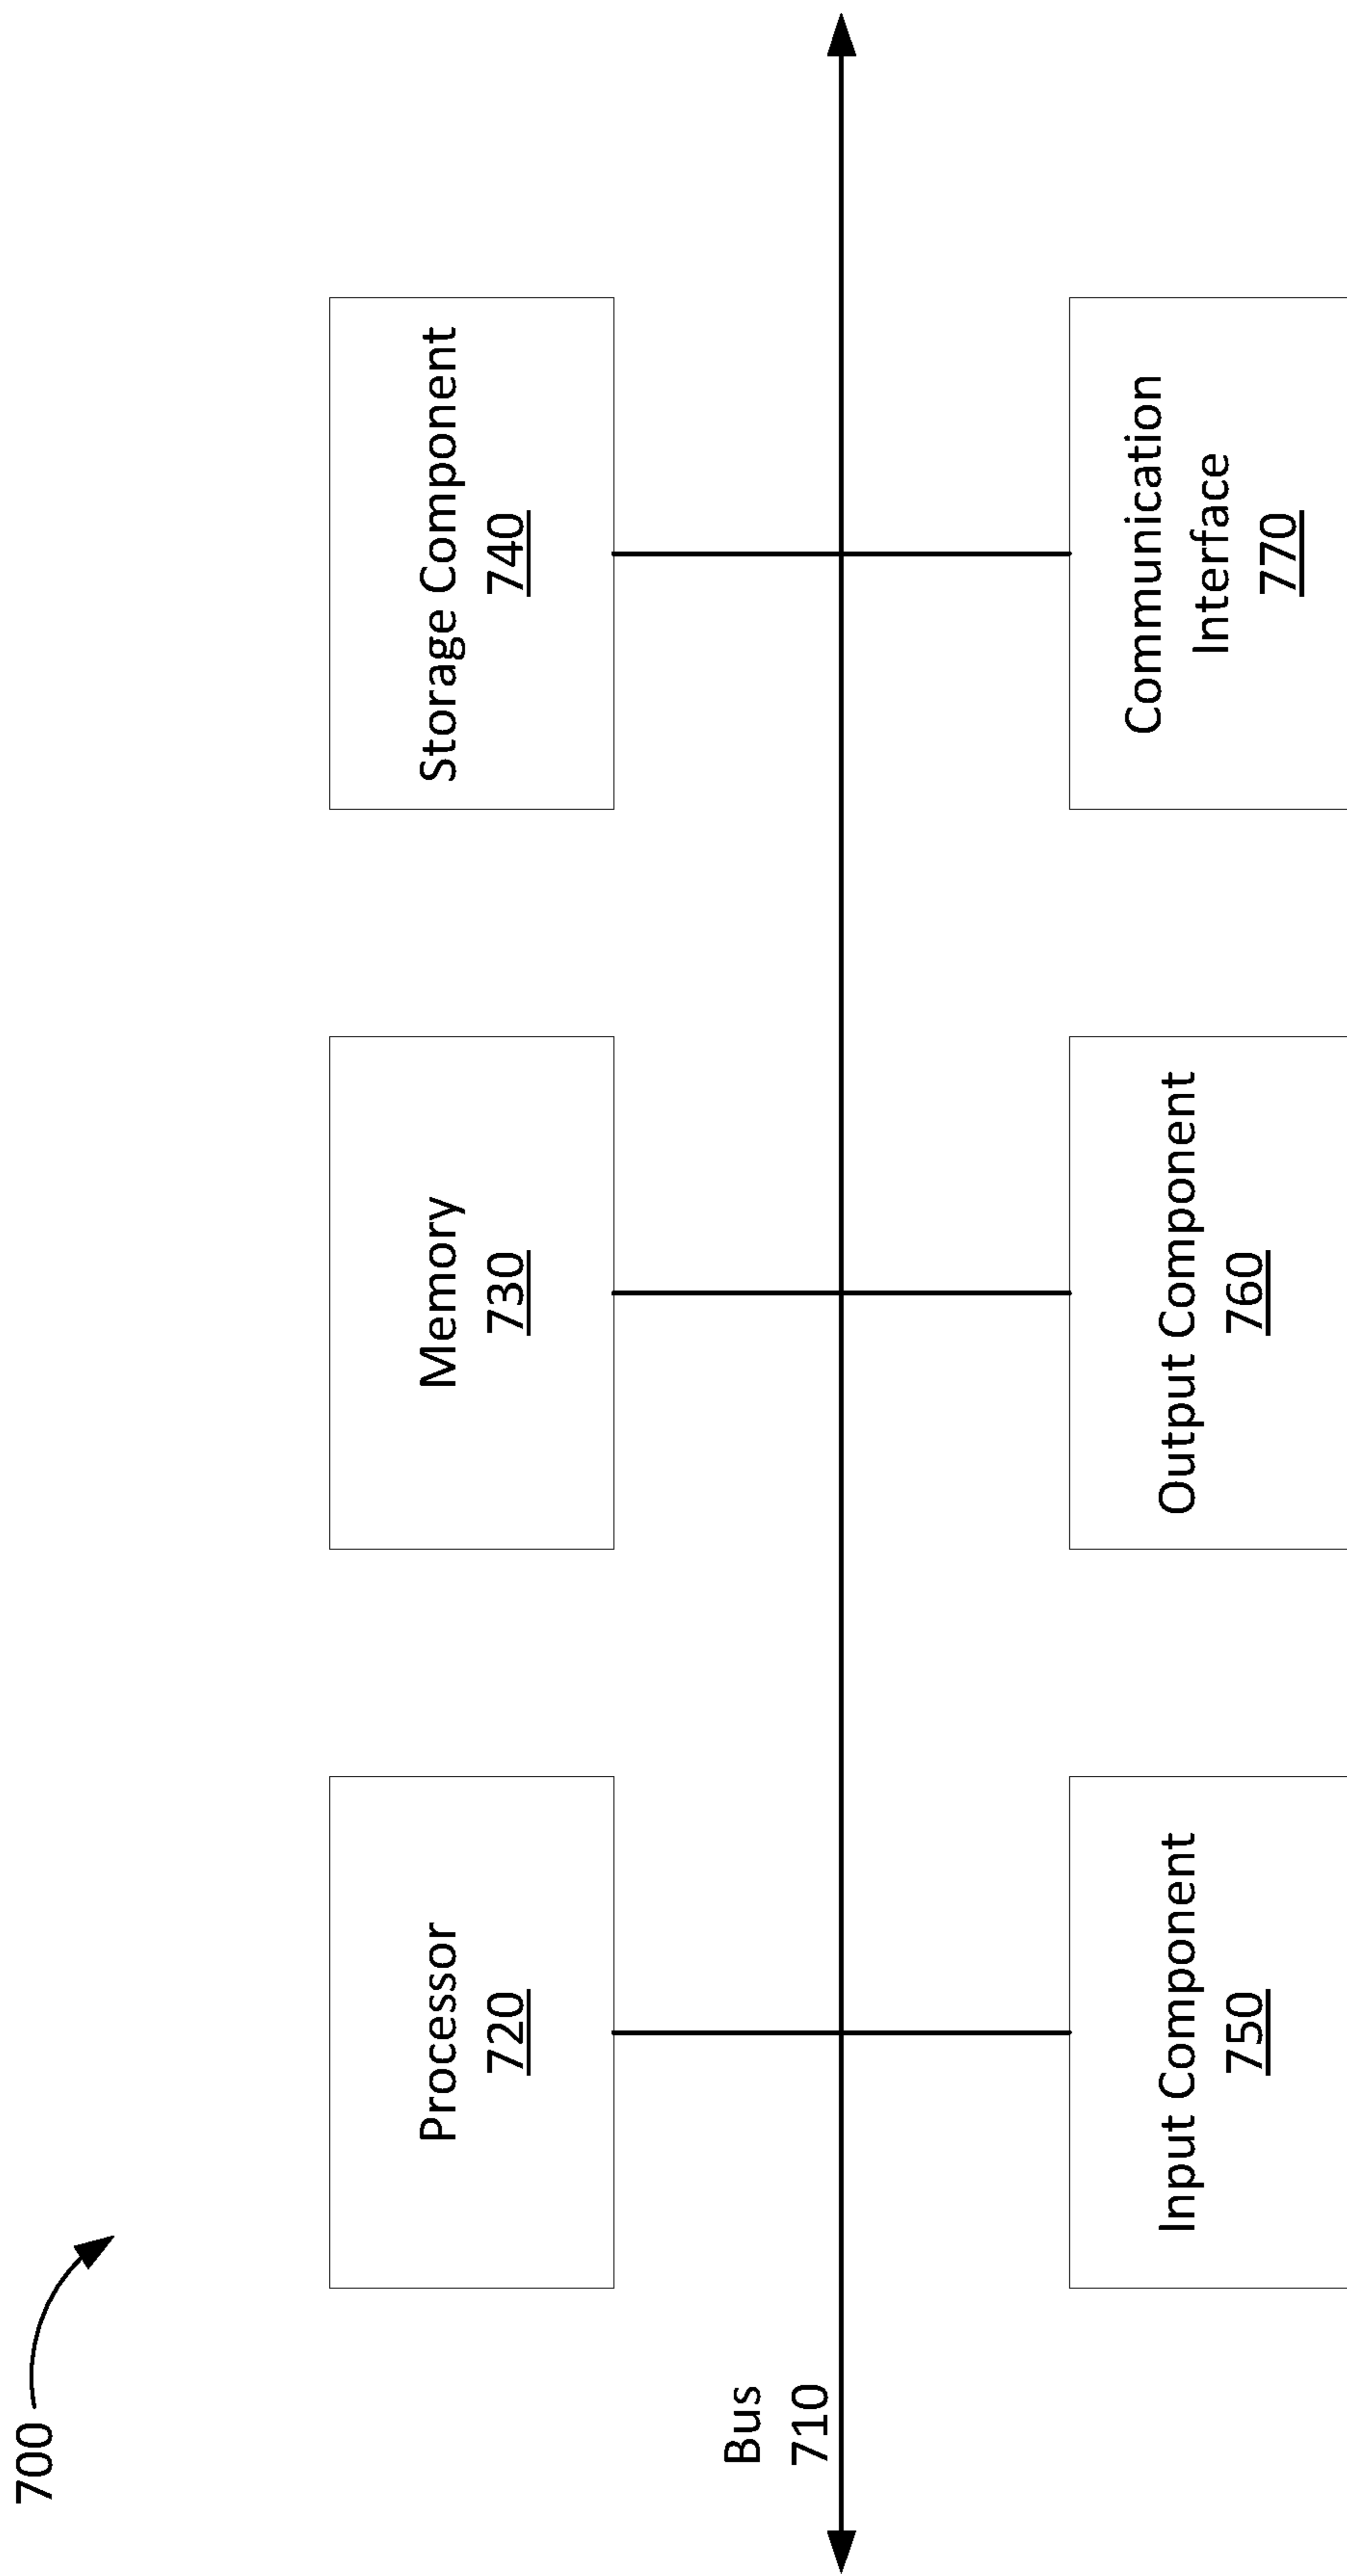 700
Processor
720
Memory
730
Storage Component
740
Bus
710
Input Component
750
Output Component
760
Communication
Interface
770